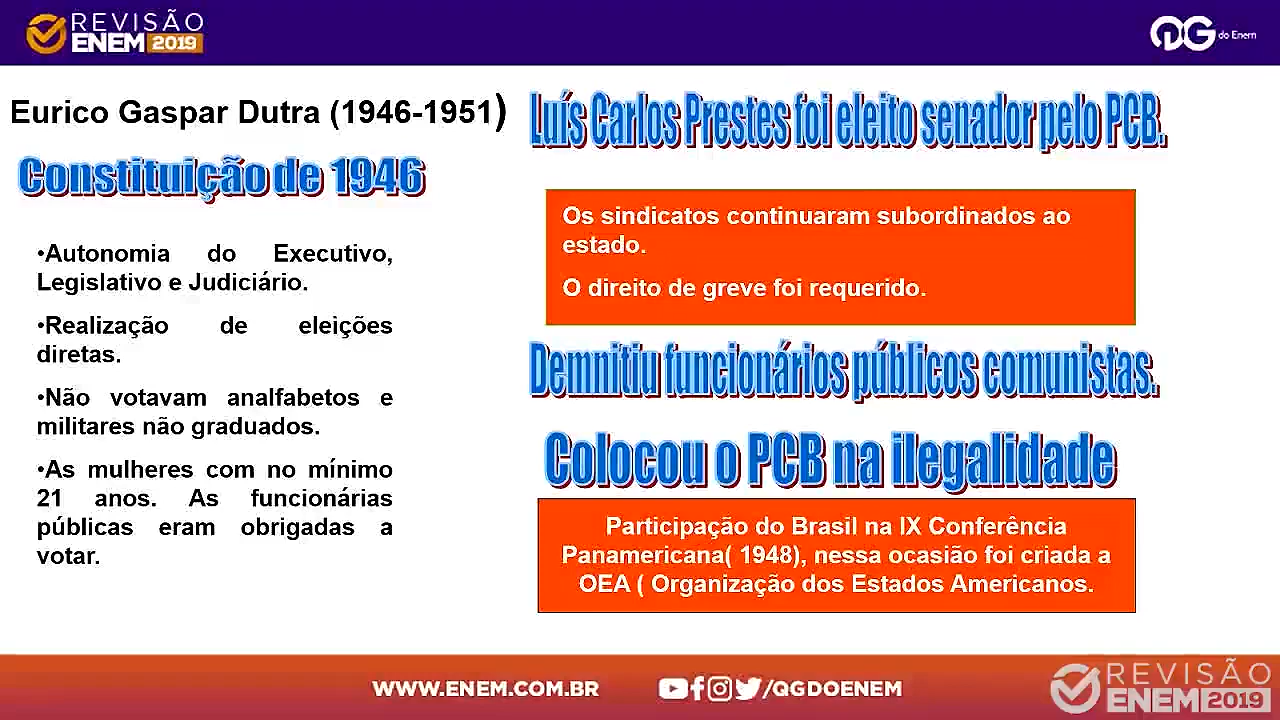 REVISÃO
ENEM 2019
QG do Enem
Eurico Gaspar Dutra (1946-1951)
Constituição de 1946
•Autonomia do Executivo,
Legislativo e Judiciário.
•Realização de eleições
diretas.
•Não votavam analfabetos e
militares não graduados.
•As mulheres com no mínimo
21 anos. As funcionárias
públicas eram obrigadas a
votar.
Luís Carlos Prestes foi eleito senador pelo PCB.
Os sindicatos continuaram subordinados ao
estado.
O direito de greve foi requerido.
Demnitiu funcionários públicos comunistas.
Colocou o PCB na ilegalidade
Participação do Brasil na IX Conferência
Panamericana( 1948), nessa ocasião foi criada a
OEA ( Organização dos Estados Americanos.
WWW.ENEM.COM.BR
/QGDOENEM
REVISÃO
ENEM 2019